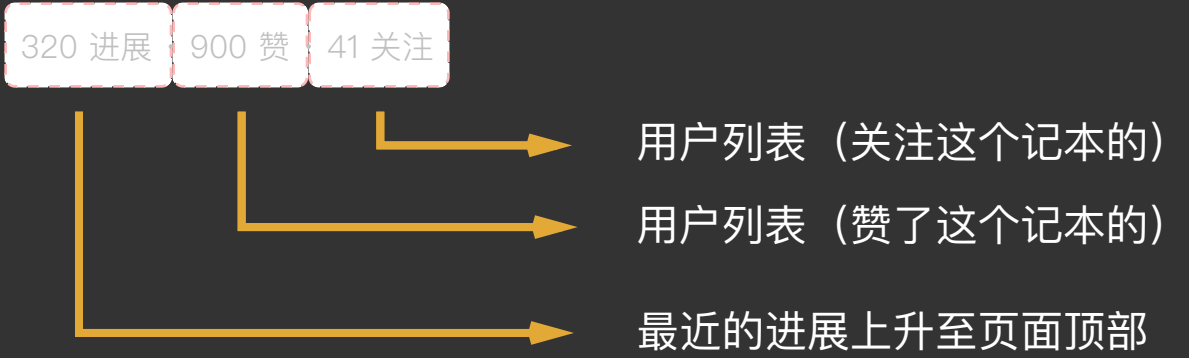 320 进展 900 赞 41 关注
用户列表（关注这个记本的）
用户列表（赞了这个记本的）
最近的进展上升至页面顶部